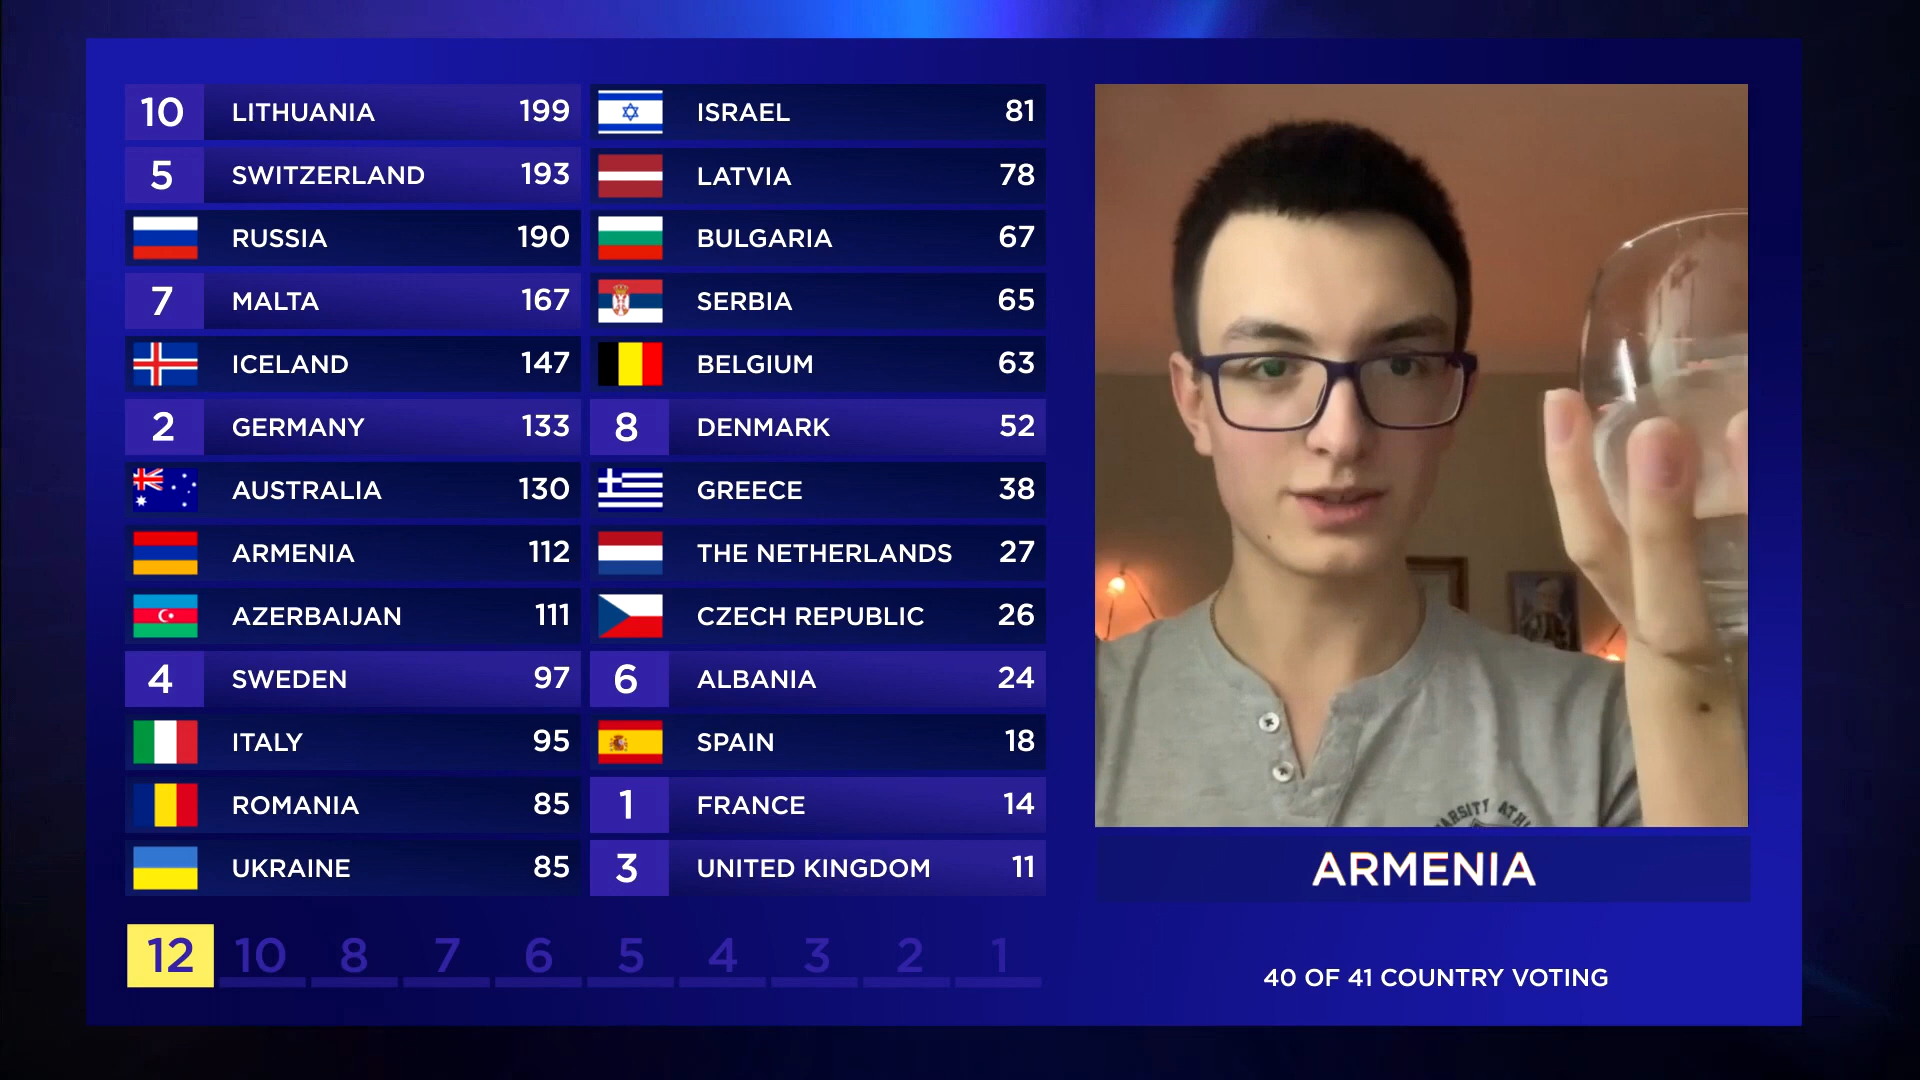 10 LITHUANIA 199
5 SWITZERLAND 193
RUSSIA 190
7 MALTA 167
ICELAND 147
2 GERMANY 133
AUSTRALIA 130
ARMENIA 112
AZERBAIJAN 111
4 SWEDEN 97
ITALY 95
ROMANIA 85
UKRAINE 85
ISRAEL 81
LATVIA 78
BULGARIA 67
SERBIA 65
BELGIUM 63
8 DENMARK 52
GREECE 38
THE NETHERLANDS 27
CZECH REPUBLIC 26
6 ALBANIA 24
SPAIN 18
1 FRANCE 14
3 UNITED KINGDOM 11
12 10 8 7 6 5 4 3 2 1
ARMENIA
40 OF 41 COUNTRY VOTING